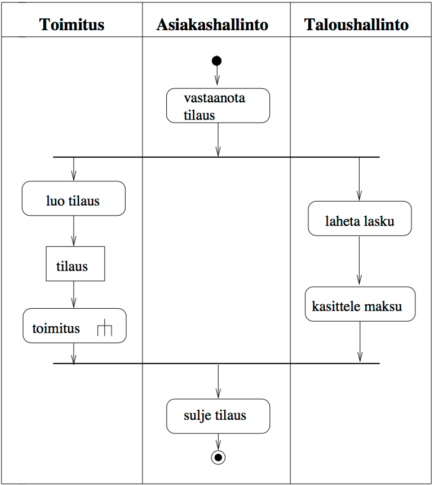 Toimitus
Asiakashallinto
Taloushallinto
vastaanota
tilaus
luo tilaus
tilaus
toimitus
laheta lasku
kasittele maksu
sulje tilaus